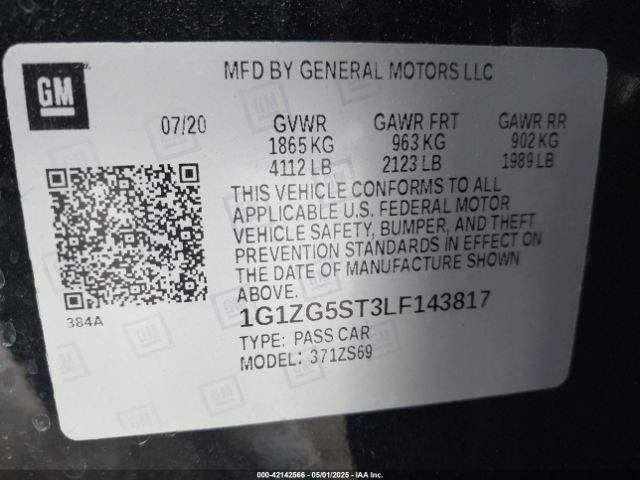 GM
MFD BY GENERAL MOTORS LLC
07/20 GVWR GAWR FRT GAWR RR
1865 KG 963 KG 902 KG
4112 LB 2123 LB 1989 LB
THIS VEHICLE CONFORMS TO ALL
APPLICABLE U.S. FEDERAL MOTOR
VEHICLE SAFETY, BUMPER, AND THEFT
PREVENTION STANDARDS IN EFFECT ON
THE DATE OF MANUFACTURE SHOWN
ABOVE.
384A
1G1ZG5ST3LF143817
TYPE: PASS CAR
MODEL: 371ZS69
000-42142566 - 05/01/2025 - IAA Inc.